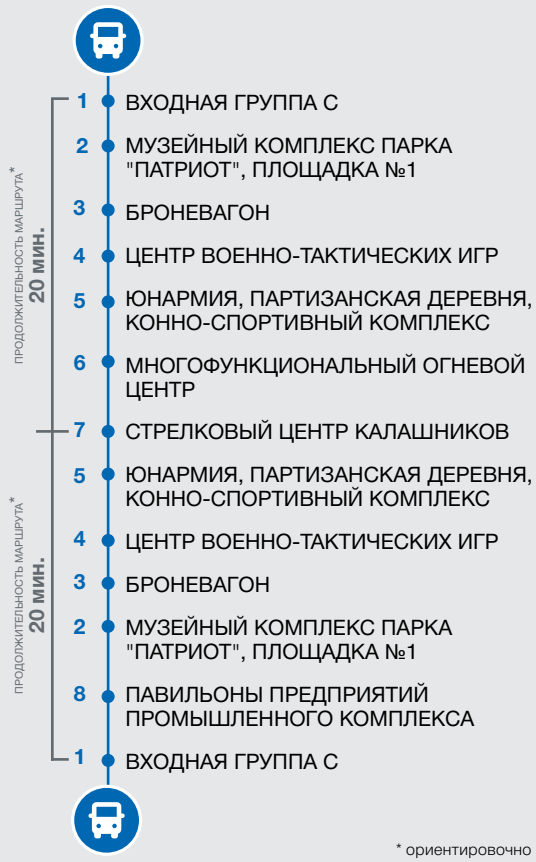 1 ВХОДНАЯ ГРУППА С
2 МУЗЕЙНЫЙ КОМПЛЕКС ПАРКА
"ПАТРИОТ", ПЛОЩАДКА №1
3 БРОНЕВАГОН
4 ЦЕНТР ВОЕННО-ТАКТИЧЕСКИХ ИГР
5 ЮНАРМИЯ, ПАРТИЗАНСКАЯ ДЕРЕВНЯ,
КОННО-СПОРТИВНЫЙ КОМПЛЕКС
6 МНОГОФУНКЦИОНАЛЬНЫЙ ОГНЕВОЙ
ЦЕНТР
ПРОДОЛЖИТЕЛЬНОСТЬ МАРШРУТА*
20 МИН.
7 СТРЕЛКОВЫЙ ЦЕНТР КАЛАШНИКОВ
5 ЮНАРМИЯ, ПАРТИЗАНСКАЯ ДЕРЕВНЯ,
КОННО-СПОРТИВНЫЙ КОМПЛЕКС
4 ЦЕНТР ВОЕННО-ТАКТИЧЕСКИХ ИГР
3 БРОНЕВАГОН
2 МУЗЕЙНЫЙ КОМПЛЕКС ПАРКА
"ПАТРИОТ", ПЛОЩАДКА №1
8 ПАВИЛЬОНЫ ПРЕДПРИЯТИЙ
ПРОМЫШЛЕННОГО КОМПЛЕКСА
1 ВХОДНАЯ ГРУППА С
ПРОДОЛЖИТЕЛЬНОСТЬ МАРШРУТА*
20 МИН.
* ориентировочно